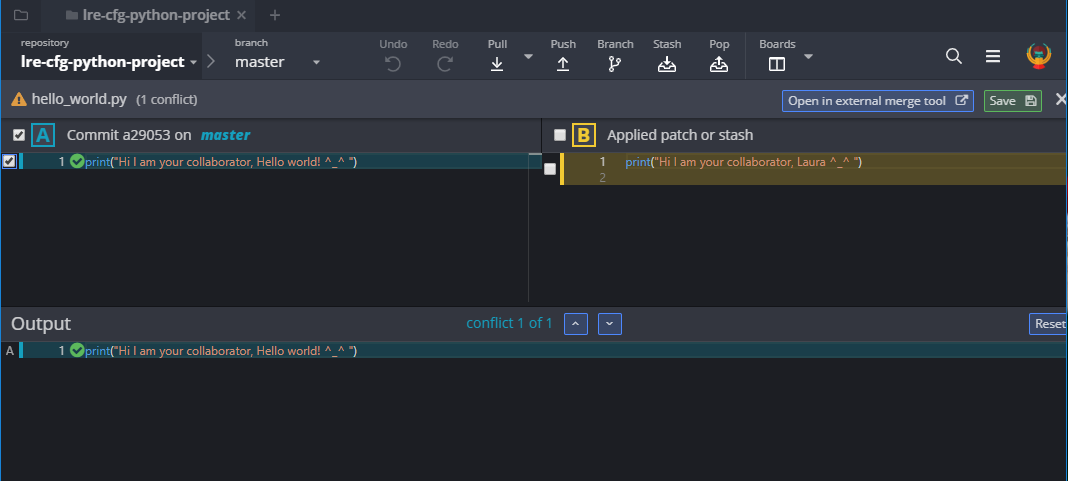 lre-cfg-python-project
repository
lre-cfg-python-project
branch
master
Undo
Redo
Pull
Push
Branch
Stash
Pop
Boards
hello_world.py (1 conflict)
Open in external merge tool
Save
A Commit a29053 on master
B Applied patch or stash
1 print("Hi I am your collaborator, Hello world! ^_^ ")
1 print("Hi I am your collaborator, Laura ^_^ ")
2
Output
conflict 1 of 1
Reset
A 1 print("Hi I am your collaborator, Hello world! ^_^ ")